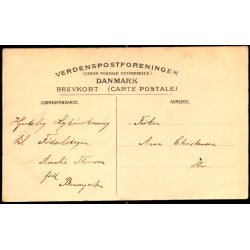 VERDENSPOSTFORENINGEN
(UNION POSTALE UNIVERSELLE)
DANMARK
BREVKORT (CARTE POSTALE)
CORRESPONDANCE.
ADRESSE.
Hjertelig Lykønskning
til Fødselsdagen
Amalie
født
Frøken
Anna Christensen
Hr.